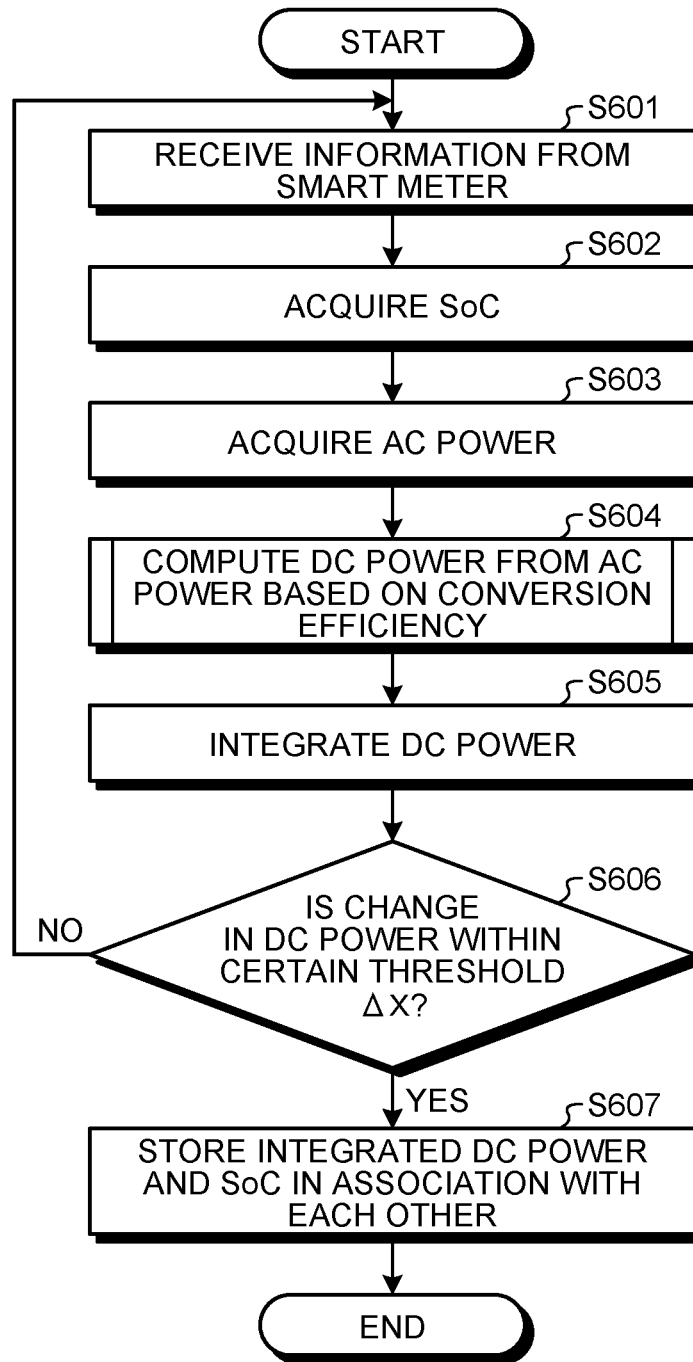 START
S601
RECEIVE INFORMATION FROM
SMART METER
S602
ACQUIRE SoC
S603
ACQUIRE AC POWER
S604
COMPUTE DC POWER FROM AC
POWER BASED ON CONVERSION
EFFICIENCY
S605
INTEGRATE DC POWER
S606
IS CHANGE
IN DC POWER WITHIN
CERTAIN THRESHOLD
ΔX?
NO
YES
S607
STORE INTEGRATED DC POWER
AND SoC IN ASSOCIATION WITH
EACH OTHER
END